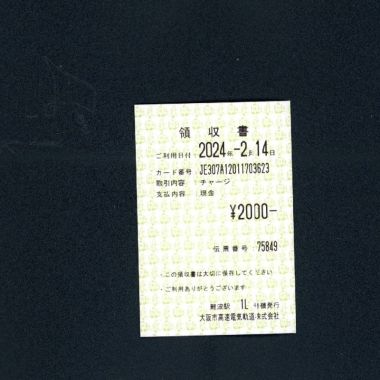 領収書
ご利用日付: 2024年-2月14日
カード番号: JE307A12011703623
取引内容: チャージ
支払内容: 現金
¥2000-
伝票番号: 75849
・この領収書は大切に保存してください
・ご利用ありがとうございます
難波駅 1L 号機発行
大阪市高速電気軌道株式会社